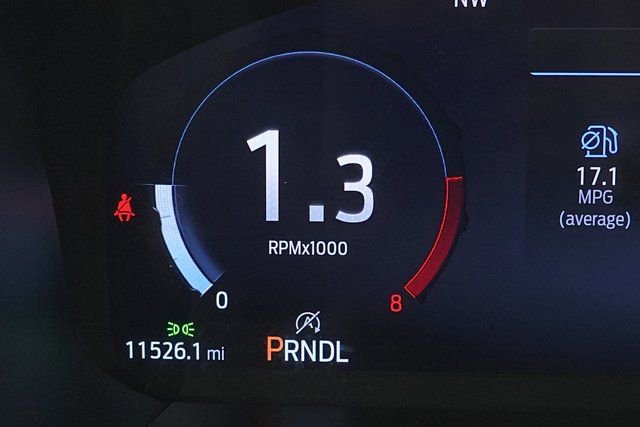 NW
1.3
RPMx1000
0
8
11526.1 mi
PRNDL
17.1
MPG
(average)